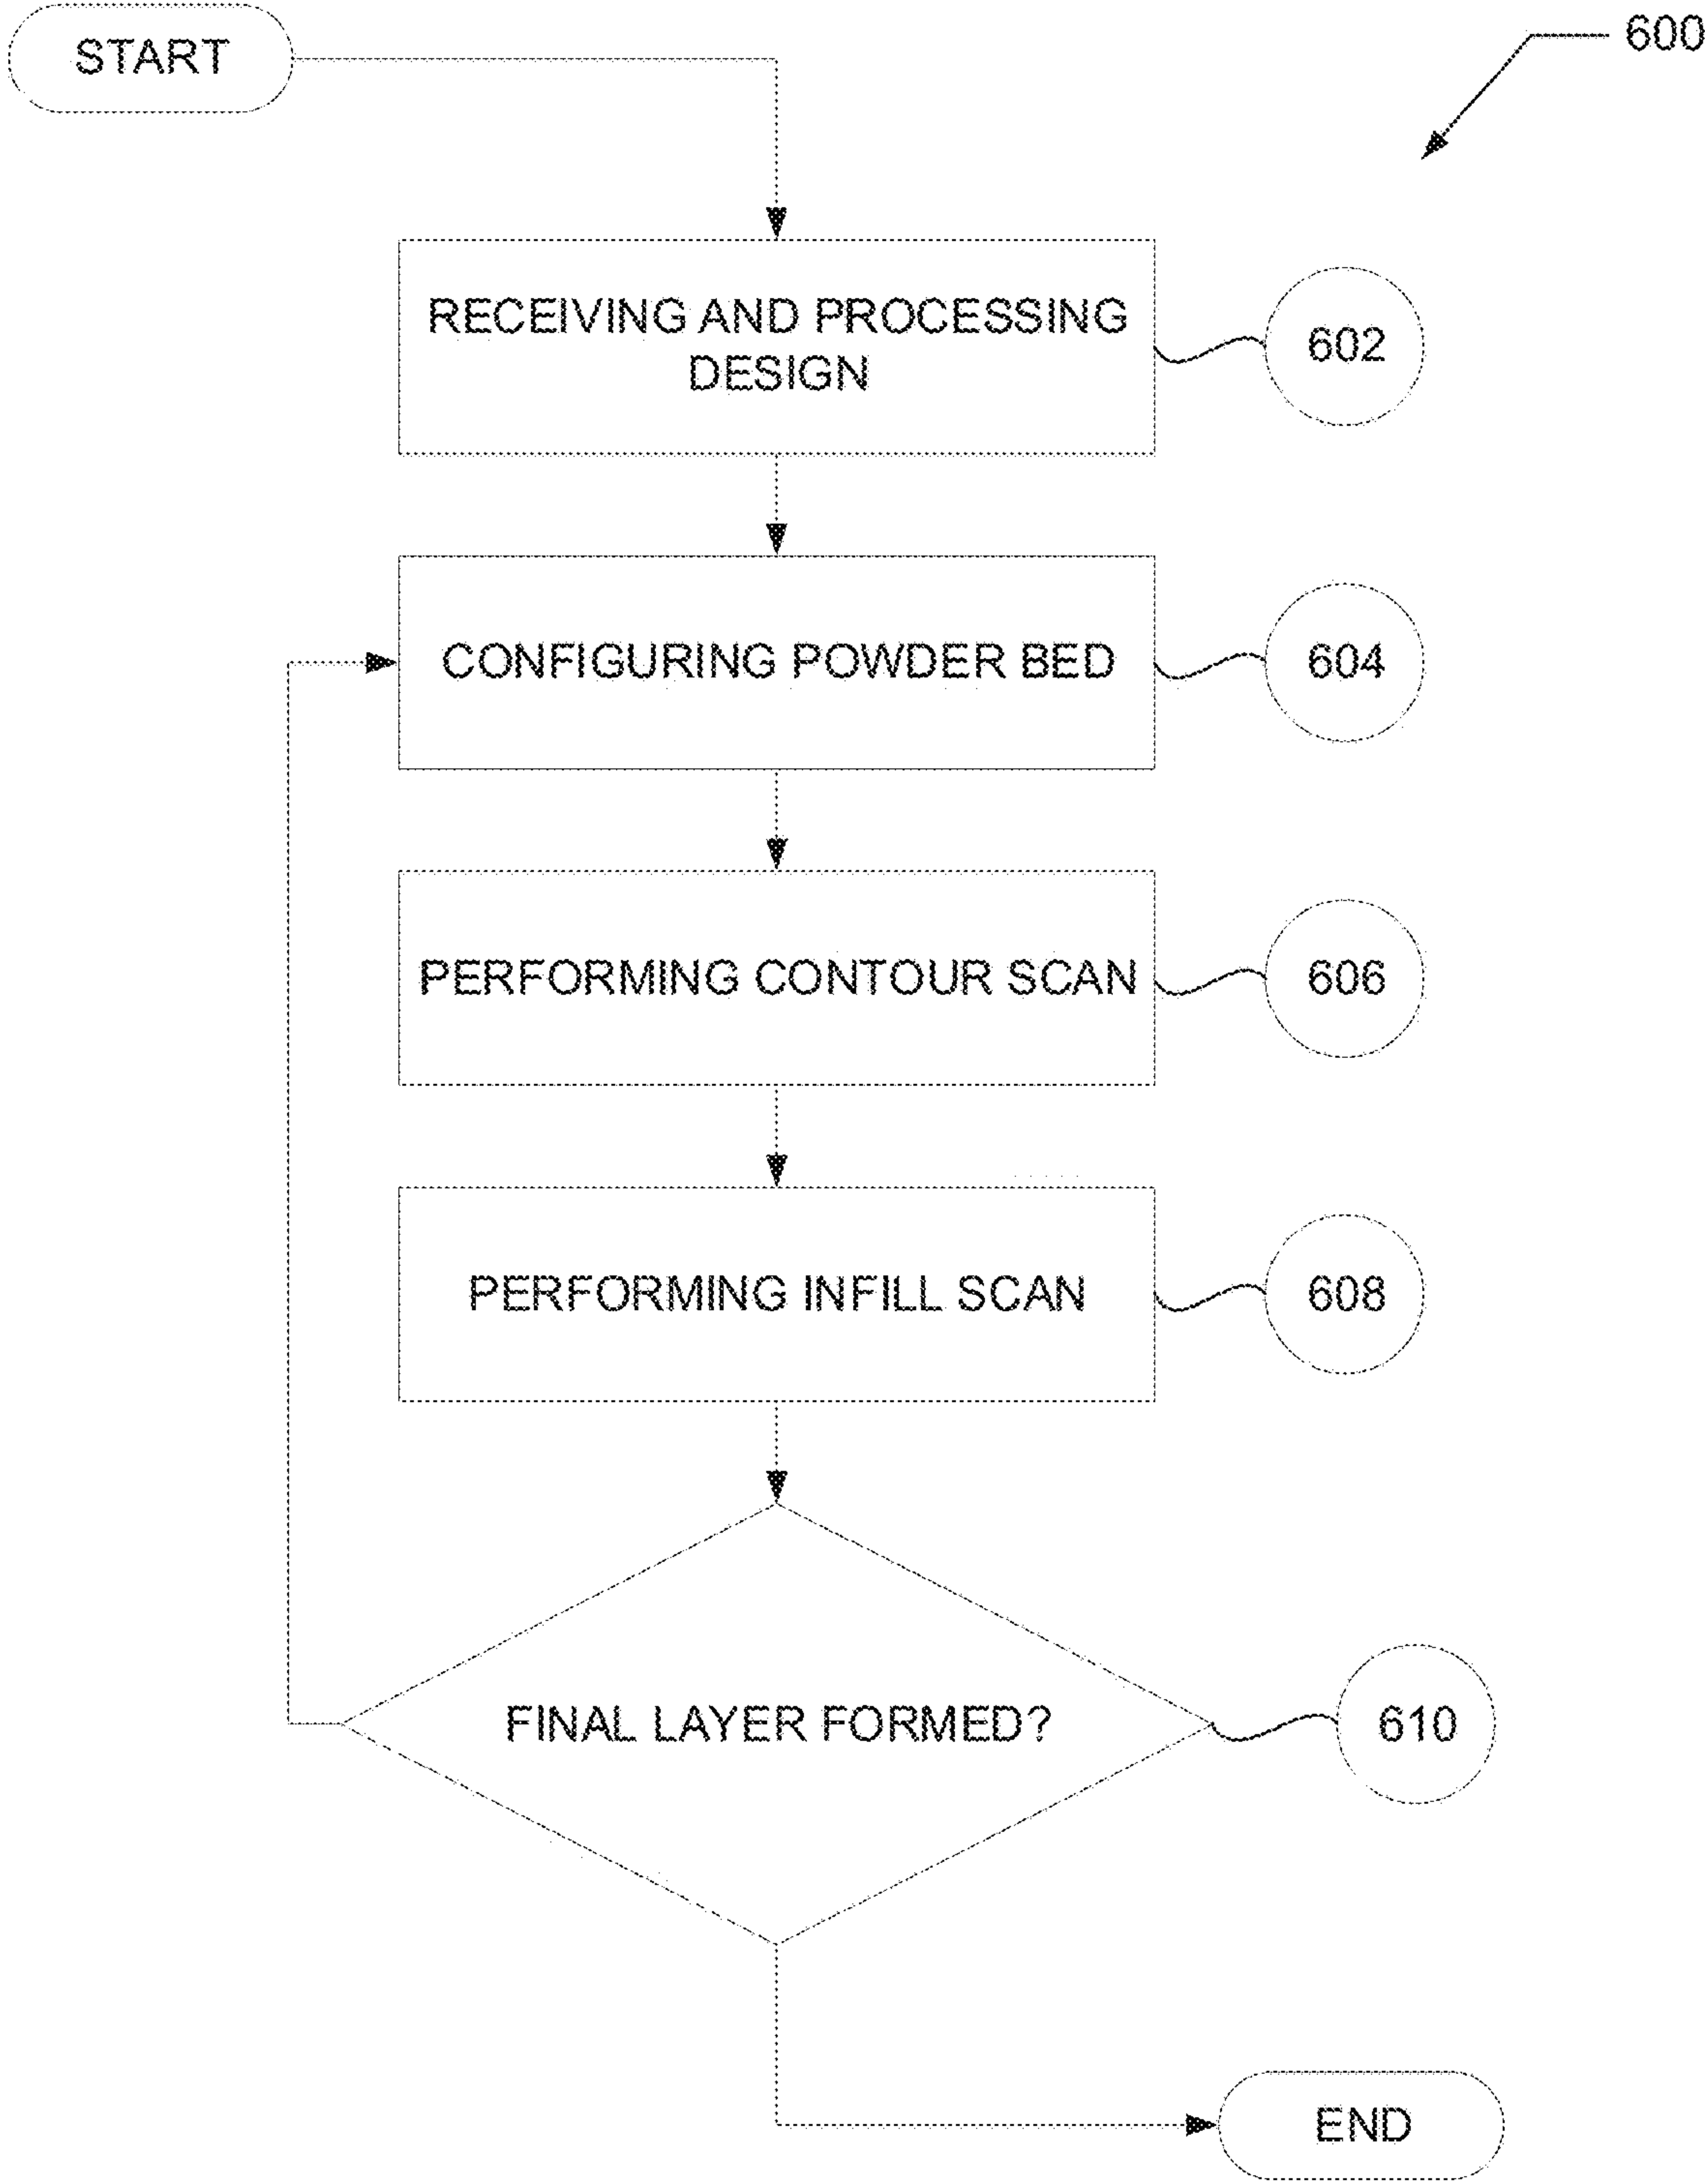 START
600
RECEIVING AND PROCESSING
DESIGN
602
CONFIGURING POWDER BED
604
PERFORMING CONTOUR SCAN
606
PERFORMING INFILL SCAN
608
FINAL LAYER FORMED?
610
END